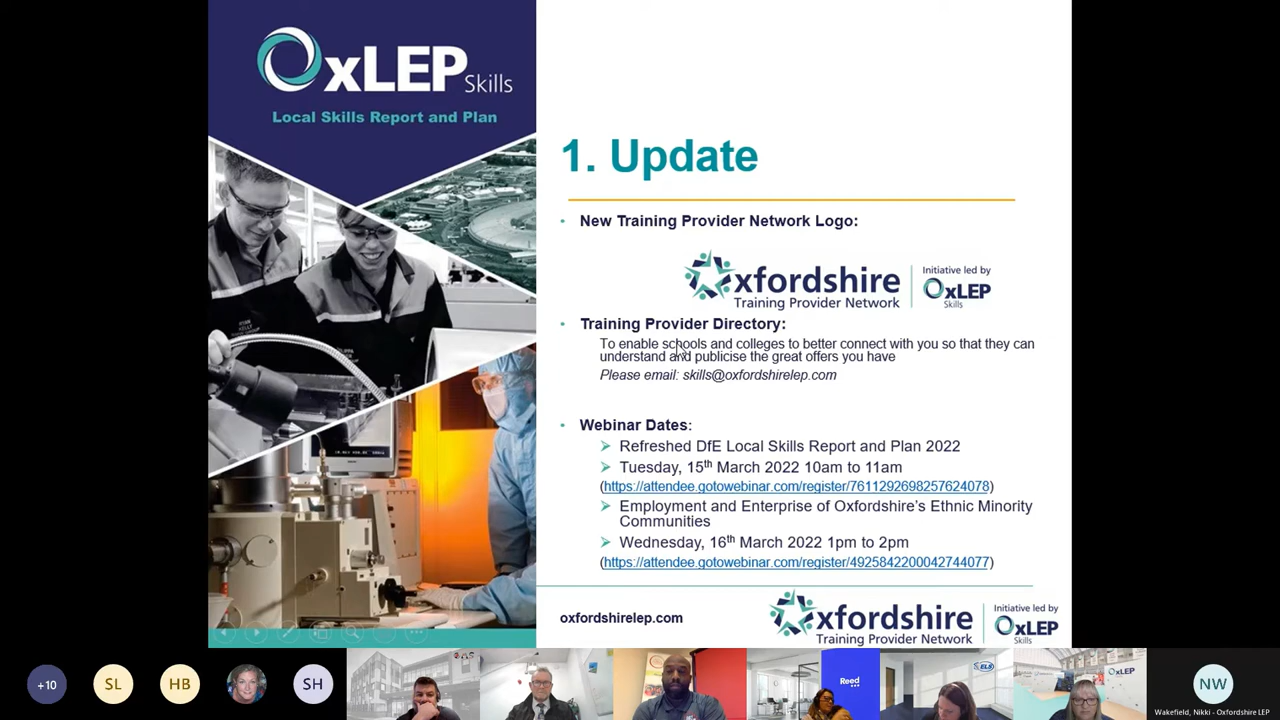 OxLEP
Skills
Local Skills Report and Plan
1. Update
New Training Provider Network Logo:
Oxfordshire
Training Provider Network
Initiative led by
OxLEP
Skills
Training Provider Directory:
To enable schools and colleges to better connect with you so that they can
understand and publicise the great offers you have
Please email: skills@oxfordshirelep.com
Webinar Dates:
Refreshed DfE Local Skills Report and Plan 2022
Tuesday, 15th March 2022 10am to 11am
(https://attendee.gotowebinar.com/register/7611292698257624078)
Employment and Enterprise of Oxfordshire's Ethnic Minority
Communities
Wednesday, 16th March 2022 1pm to 2pm
(https://attendee.gotowebinar.com/register/4925842200042744077)
oxfordshirelep.com
Oxfordshire
Training Provider Network
Initiative led by
OxLEP
Skills
+10
SL
HB
SH
Reed
ELS
OxLEP
NW
Wakefield, Nikki - Oxfordshire LEP